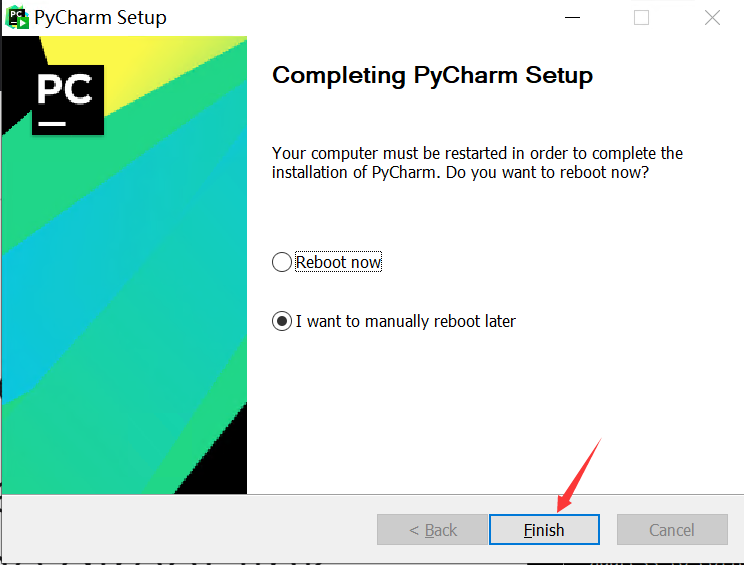 PyCharm Setup
PC
Completing PyCharm Setup
Your computer must be restarted in order to complete the
installation of PyCharm. Do you want to reboot now?
Reboot now
I want to manually reboot later
< Back
Finish
Cancel